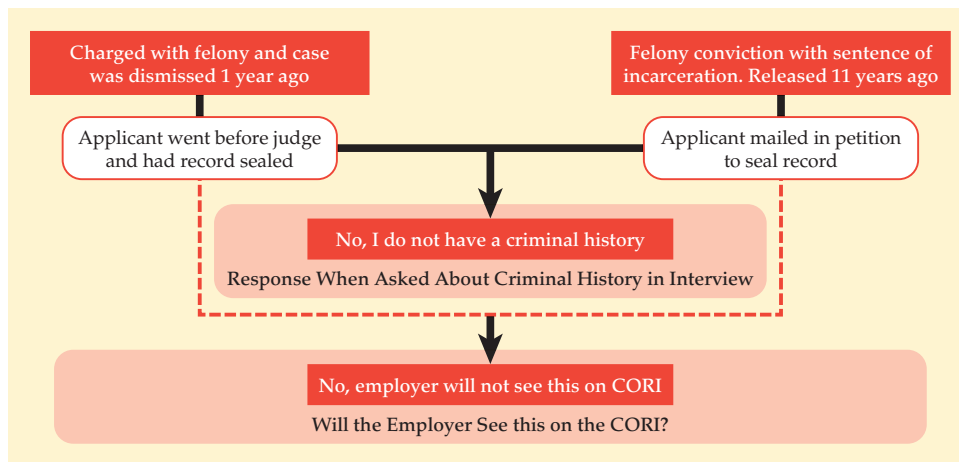 Charged with felony and case
was dismissed 1 year ago
Felony conviction with sentence of
incarceration. Released 11 years ago
Applicant went before judge
and had record sealed
Applicant mailed in petition
to seal record
No, I do not have a criminal history
Response When Asked About Criminal History in Interview
No, employer will not see this on CORI
Will the Employer See this on the CORI?